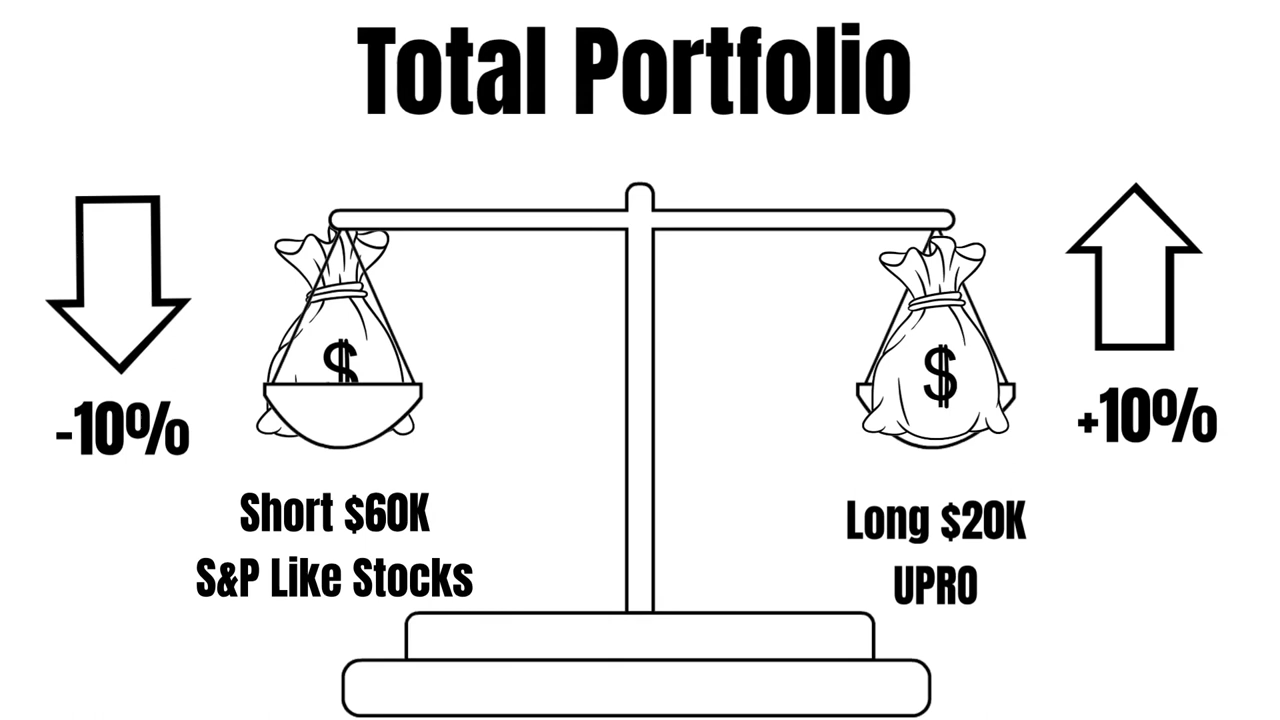 Total Portfolio
-10%
$
$
+10%
Short $60K
S&P Like Stocks
Long $20K
UPRO